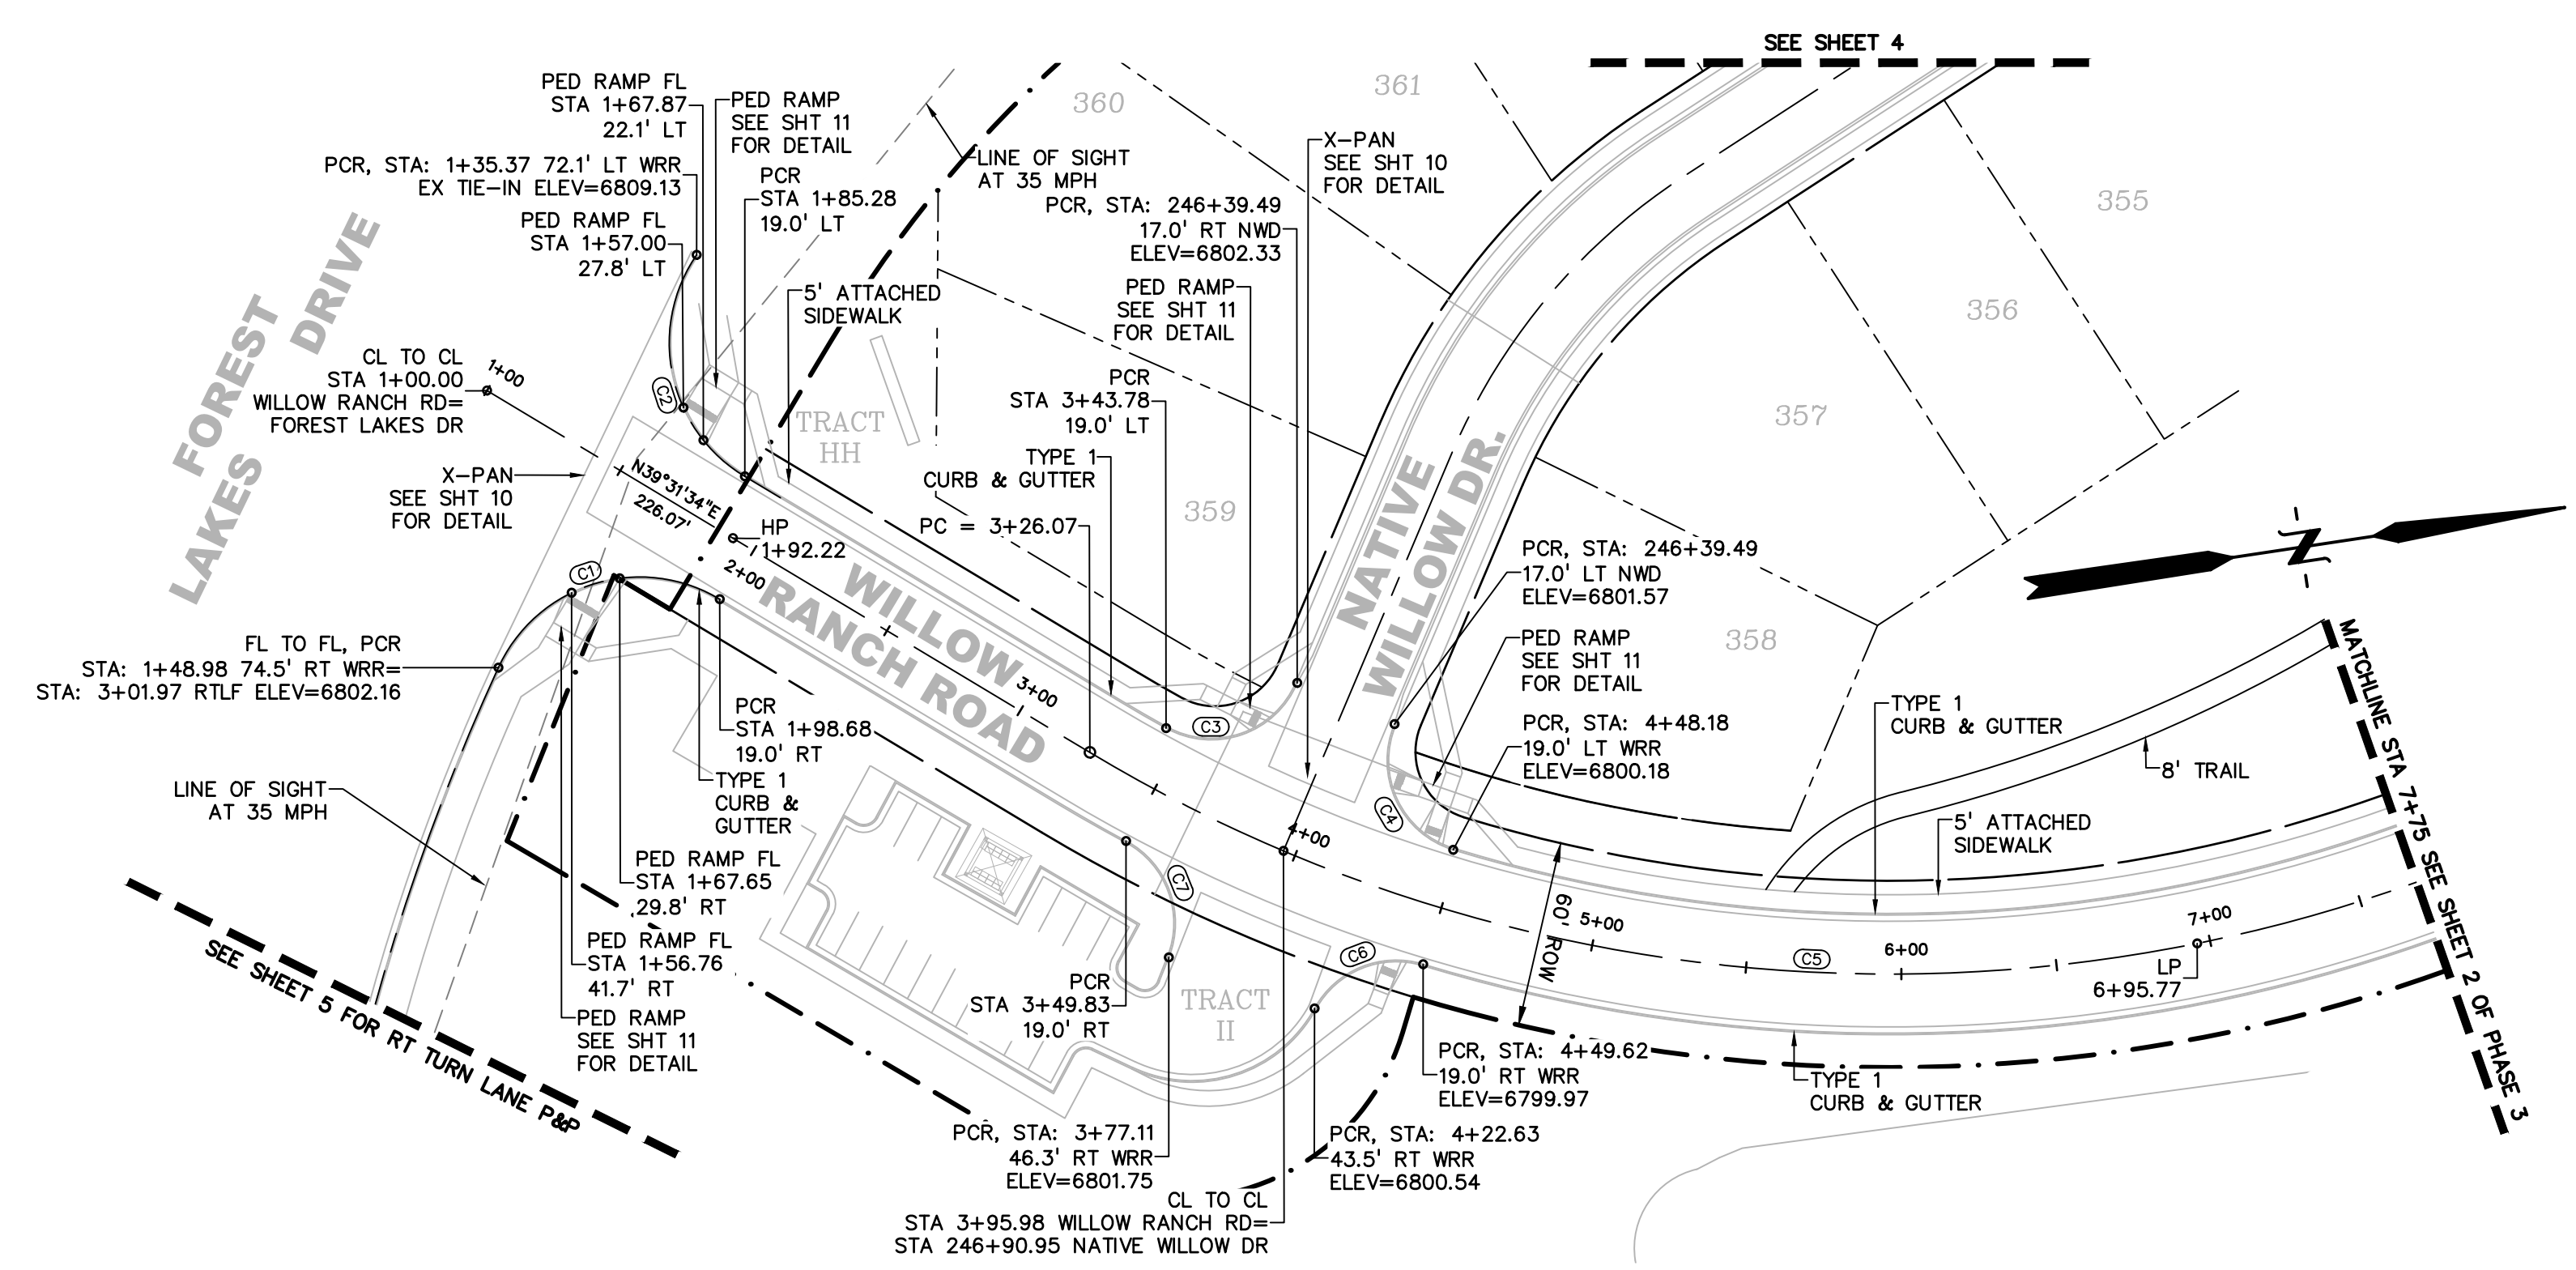 SEE SHEET 4
PED RAMP FL
STA 1+67.87
22.1' LT
PED RAMP
SEE SHT 11
FOR DETAIL
PCR, STA: 1+35.37 72.1' LT WRR
EX TIE-IN ELEV=6809.13
PCR
STA 1+85.28
19.0' LT
PED RAMP FL
STA 1+57.00
27.8' LT
LINE OF SIGHT
AT 35 MPH
360
361
X-PAN
SEE SHT 10
FOR DETAIL
PCR, STA: 246+39.49
17.0' RT NWD
ELEV=6802.33
355
356
357
358
359
5' ATTACHED
SIDEWALK
PED RAMP
SEE SHT 11
FOR DETAIL
FOREST
LAKES DRIVE
CL TO CL
STA 1+00.00
WILLOW RANCH RD=
FOREST LAKES DR
1+00
C2
TRACT
HH
PCR
STA 3+43.78
19.0' LT
TYPE 1
CURB & GUTTER
PC = 3+26.07
X-PAN
SEE SHT 10
FOR DETAIL
N39°31'34"E
226.07'
HP
1+92.22
2+00
WILLOW
RANCH ROAD
3+00
NATIVE
WILLOW DR.
PCR, STA: 246+39.49
17.0' LT NWD
ELEV=6801.57
PED RAMP
SEE SHT 11
FOR DETAIL
PCR, STA: 4+48.18
19.0' LT WRR
ELEV=6800.18
N
C1
FL TO FL, PCR
STA: 1+48.98 74.5' RT WRR=
STA: 3+01.97 RTLF ELEV=6802.16
PCR
STA 1+98.68
19.0' RT
TYPE 1
CURB &
GUTTER
C3
C4
4+00
TYPE 1
CURB & GUTTER
8' TRAIL
5' ATTACHED
SIDEWALK
MATCHLINE STA 7+75 SEE SHEET 2 OF PHASE 3
LINE OF SIGHT
AT 35 MPH
PED RAMP FL
STA 1+67.65
29.8' RT
PED RAMP FL
STA 1+56.76
41.7' RT
PED RAMP
SEE SHT 11
FOR DETAIL
SEE SHEET 5 FOR RT TURN LANE P&P
C7
C6
60' ROW
5+00
C5
6+00
7+00
LP
6+95.77
PCR
STA 3+49.83
19.0' RT
TRACT
II
PCR, STA: 4+49.62
19.0' RT WRR
ELEV=6799.97
TYPE 1
CURB & GUTTER
PCR, STA: 3+77.11
46.3' RT WRR
ELEV=6801.75
PCR, STA: 4+22.63
43.5' RT WRR
ELEV=6800.54
CL TO CL
STA 3+95.98 WILLOW RANCH RD=
STA 246+90.95 NATIVE WILLOW DR